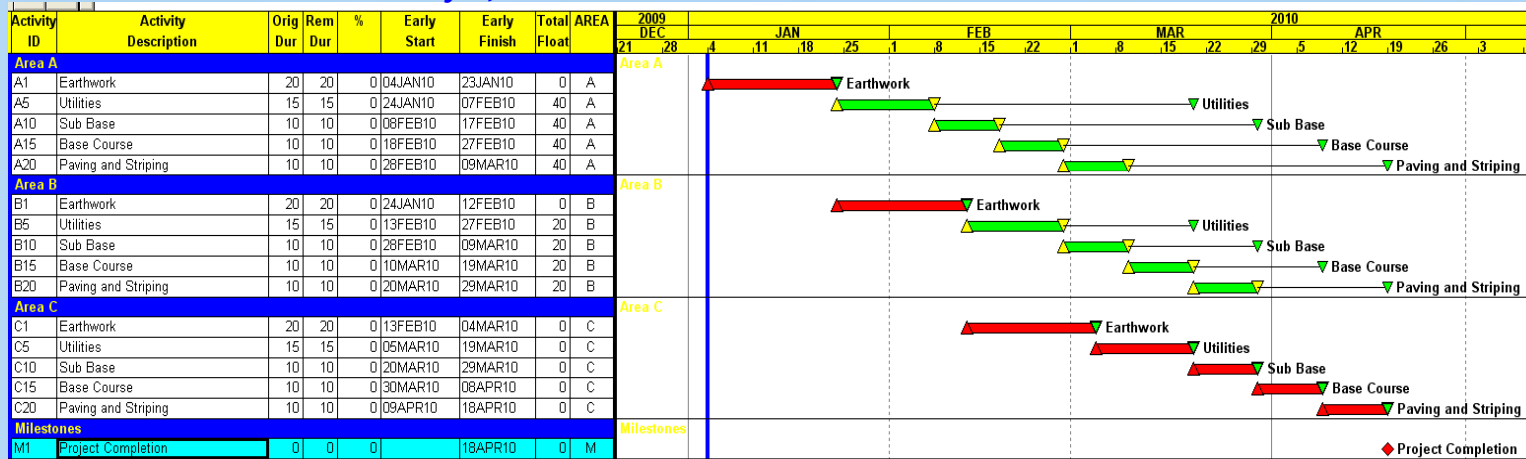 Activity ID Activity Description Orig Dur Rem Dur % Early Start Early Finish Total Float AREA
2009 2010
DEC JAN FEB MAR APR
21 28 4 11 18 25 1 8 15 22 1 8 15 22 29 5 12 19 26 3
Area A Area A
A1 Earthwork 20 20 0 04JAN10 23JAN10 0 A Earthwork
A5 Utilities 15 15 0 24JAN10 07FEB10 40 A Utilities
A10 Sub Base 10 10 0 08FEB10 17FEB10 40 A Sub Base
A15 Base Course 10 10 0 18FEB10 27FEB10 40 A Base Course
A20 Paving and Striping 10 10 0 28FEB10 09MAR10 40 A Paving and Striping
Area B Area B
B1 Earthwork 20 20 0 24JAN10 12FEB10 0 B Earthwork
B5 Utilities 15 15 0 13FEB10 27FEB10 20 B Utilities
B10 Sub Base 10 10 0 28FEB10 09MAR10 20 B Sub Base
B15 Base Course 10 10 0 10MAR10 19MAR10 20 B Base Course
B20 Paving and Striping 10 10 0 20MAR10 29MAR10 20 B Paving and Striping
Area C Area C
C1 Earthwork 20 20 0 13FEB10 04MAR10 0 C Earthwork
C5 Utilities 15 15 0 05MAR10 19MAR10 0 C Utilities
C10 Sub Base 10 10 0 20MAR10 29MAR10 0 C Sub Base
C15 Base Course 10 10 0 30MAR10 08APR10 0 C Base Course
C20 Paving and Striping 10 10 0 09APR10 18APR10 0 C Paving and Striping
Milestones Milestones
M1 Project Completion 0 0 0 18APR10 0 M Project Completion